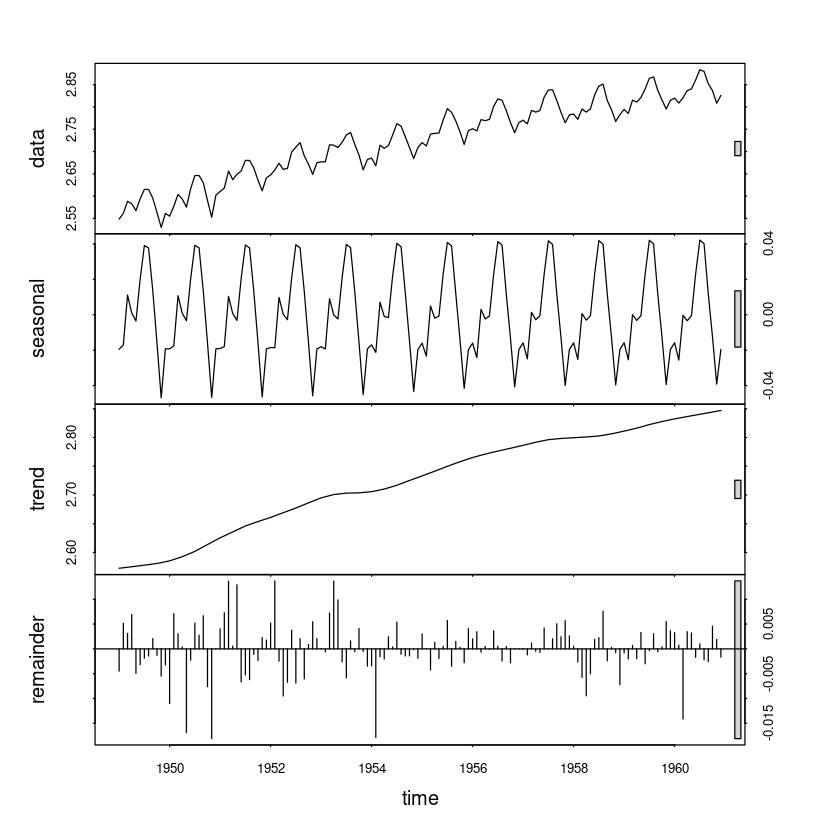 data
2.55 2.65 2.75 2.85
seasonal
-0.04 0.00 0.04
trend
2.60 2.70 2.80
remainder
-0.015 -0.005 0.005
1950 1952 1954 1956 1958 1960
time